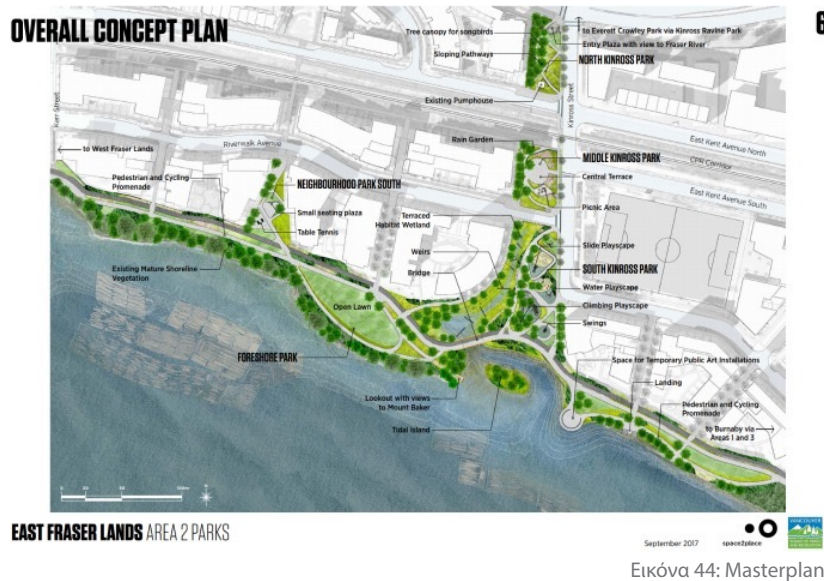 OVERALL CONCEPT PLAN
6
Tree canopy for songbirds
Sloping Pathways
to Everett Crowley Park via Kinross Ravine Park
Entry Plaza with view to Fraser River
NORTH KINROSS PARK
Existing Pumphouse
Kerr Street
Kinross Street
Riverwalk Avenue
to West Fraser Lands
Rain Garden
East Kent Avenue North
CPR Corridor
East Kent Avenue South
MIDDLE KINROSS PARK
Central Terrace
Picnic Area
Pedestrian and Cycling
Promenade
NEIGHBOURHOOD PARK SOUTH
Small seating plaza
Table Tennis
Terraced
Habitat Wetland
Weirs
Bridge
Slide Playscape
SOUTH KINROSS PARK
Water Playscape
Climbing Playscape
Swings
Existing Mature Shoreline
Vegetation
Open Lawn
FORESHORE PARK
Space for Temporary Public Art Installations
Landing
Pedestrian and Cycling
Promenade
to Burnaby via
Areas 1 and 3
Lookout with views
to Mount Baker
Tidal Island
EAST FRASER LANDS AREA 2 PARKS
September 2017
space2place
VANCOUVER
Εικόνα 44: Masterplan